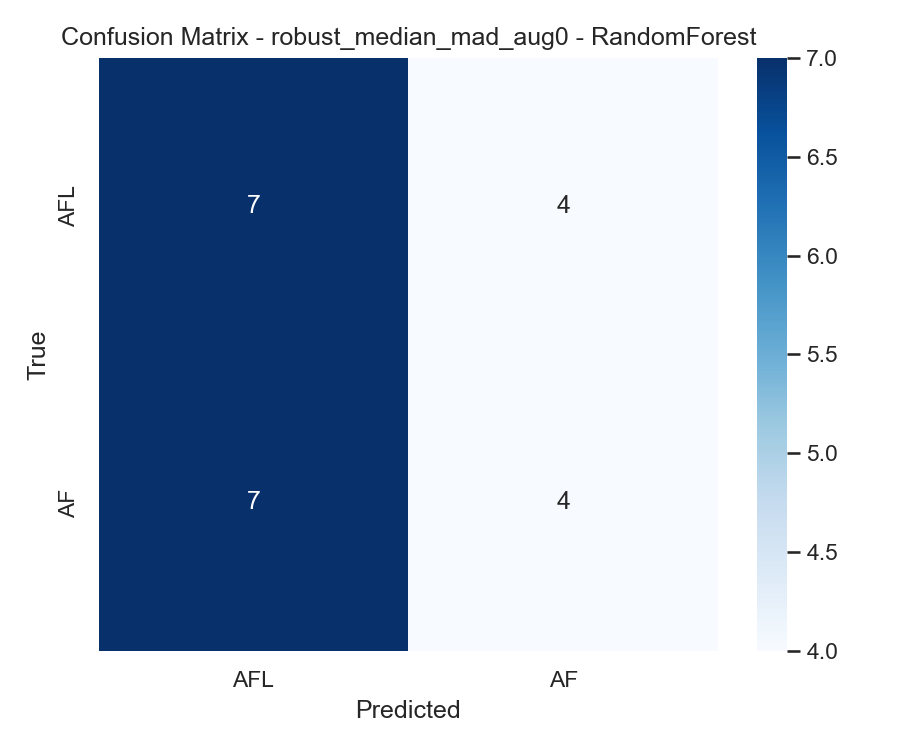 Confusion Matrix - robust_median_mad_aug0 - RandomForest
True
AFL
7
4
AF
7
4
AFL
AF
Predicted
7.0
6.5
6.0
5.5
5.0
4.5
4.0